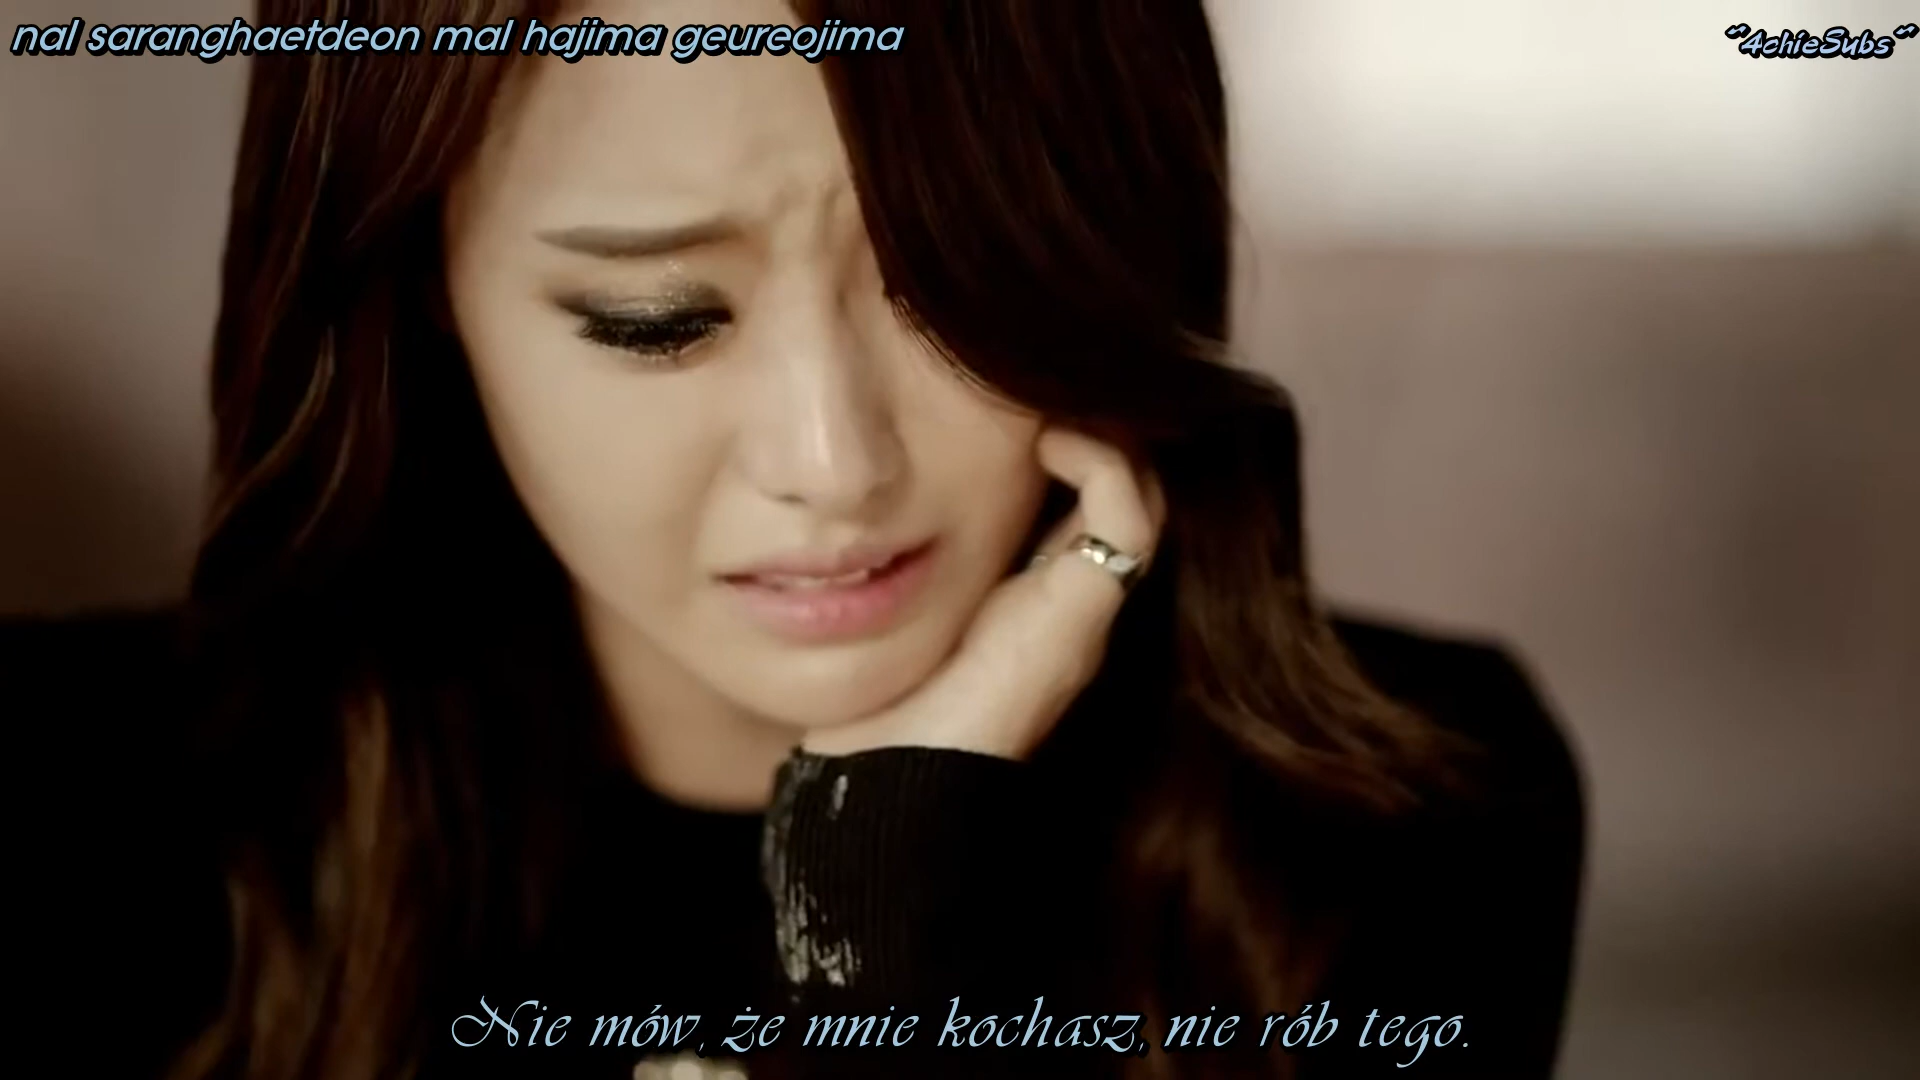 nal saranghaetdeon mal hajima geureojima
~4chieSubs~
Nie mów, że mnie kochasz, nie rób tego.